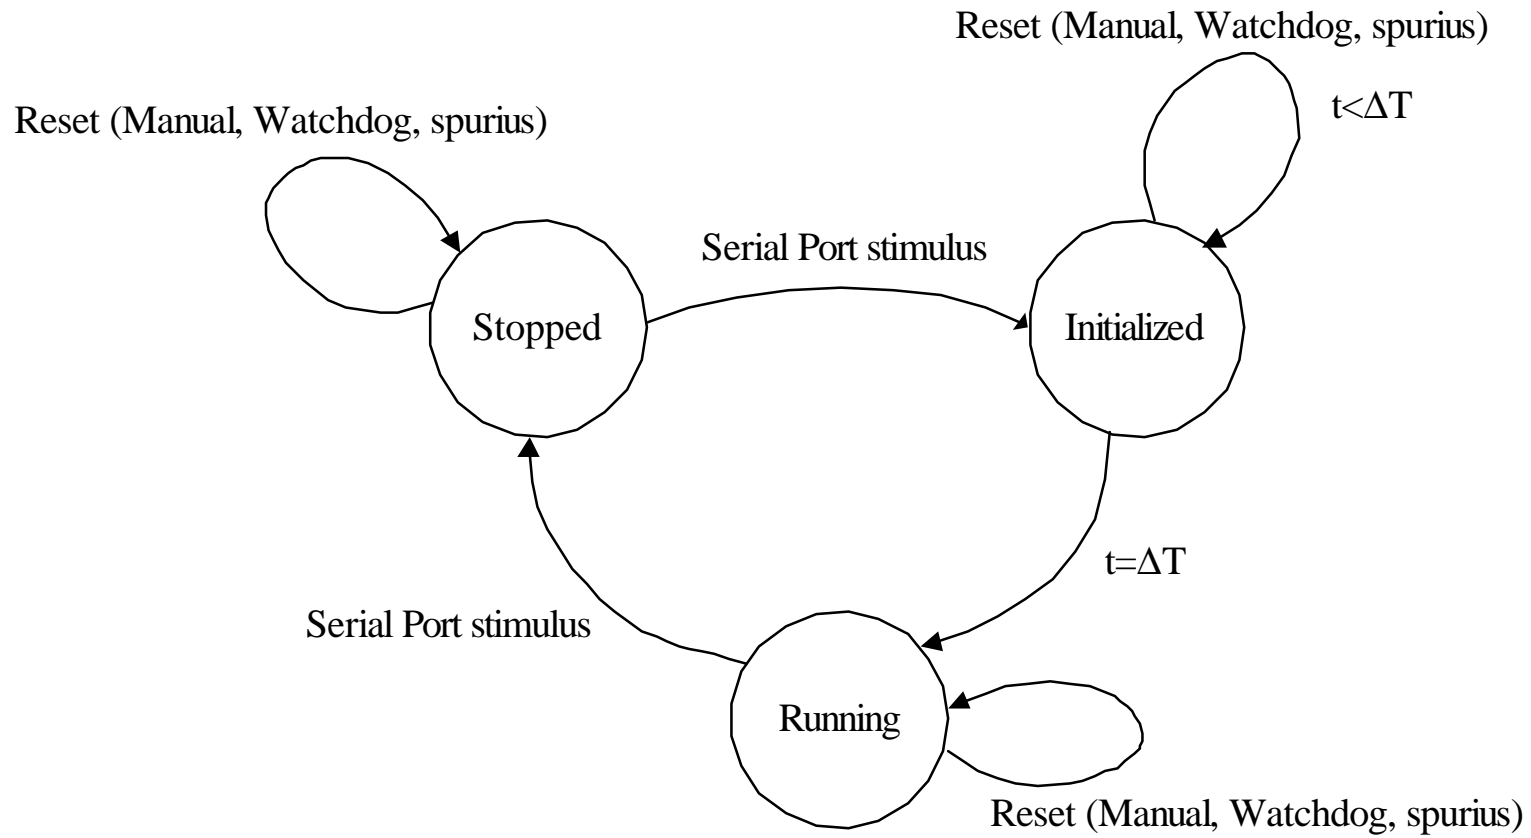 Reset (Manual, Watchdog, spurius)
t<ΔT
Reset (Manual, Watchdog, spurius)
Serial Port stimulus
Stopped
Initialized
t=ΔT
Serial Port stimulus
Running
Reset (Manual, Watchdog, spurius)